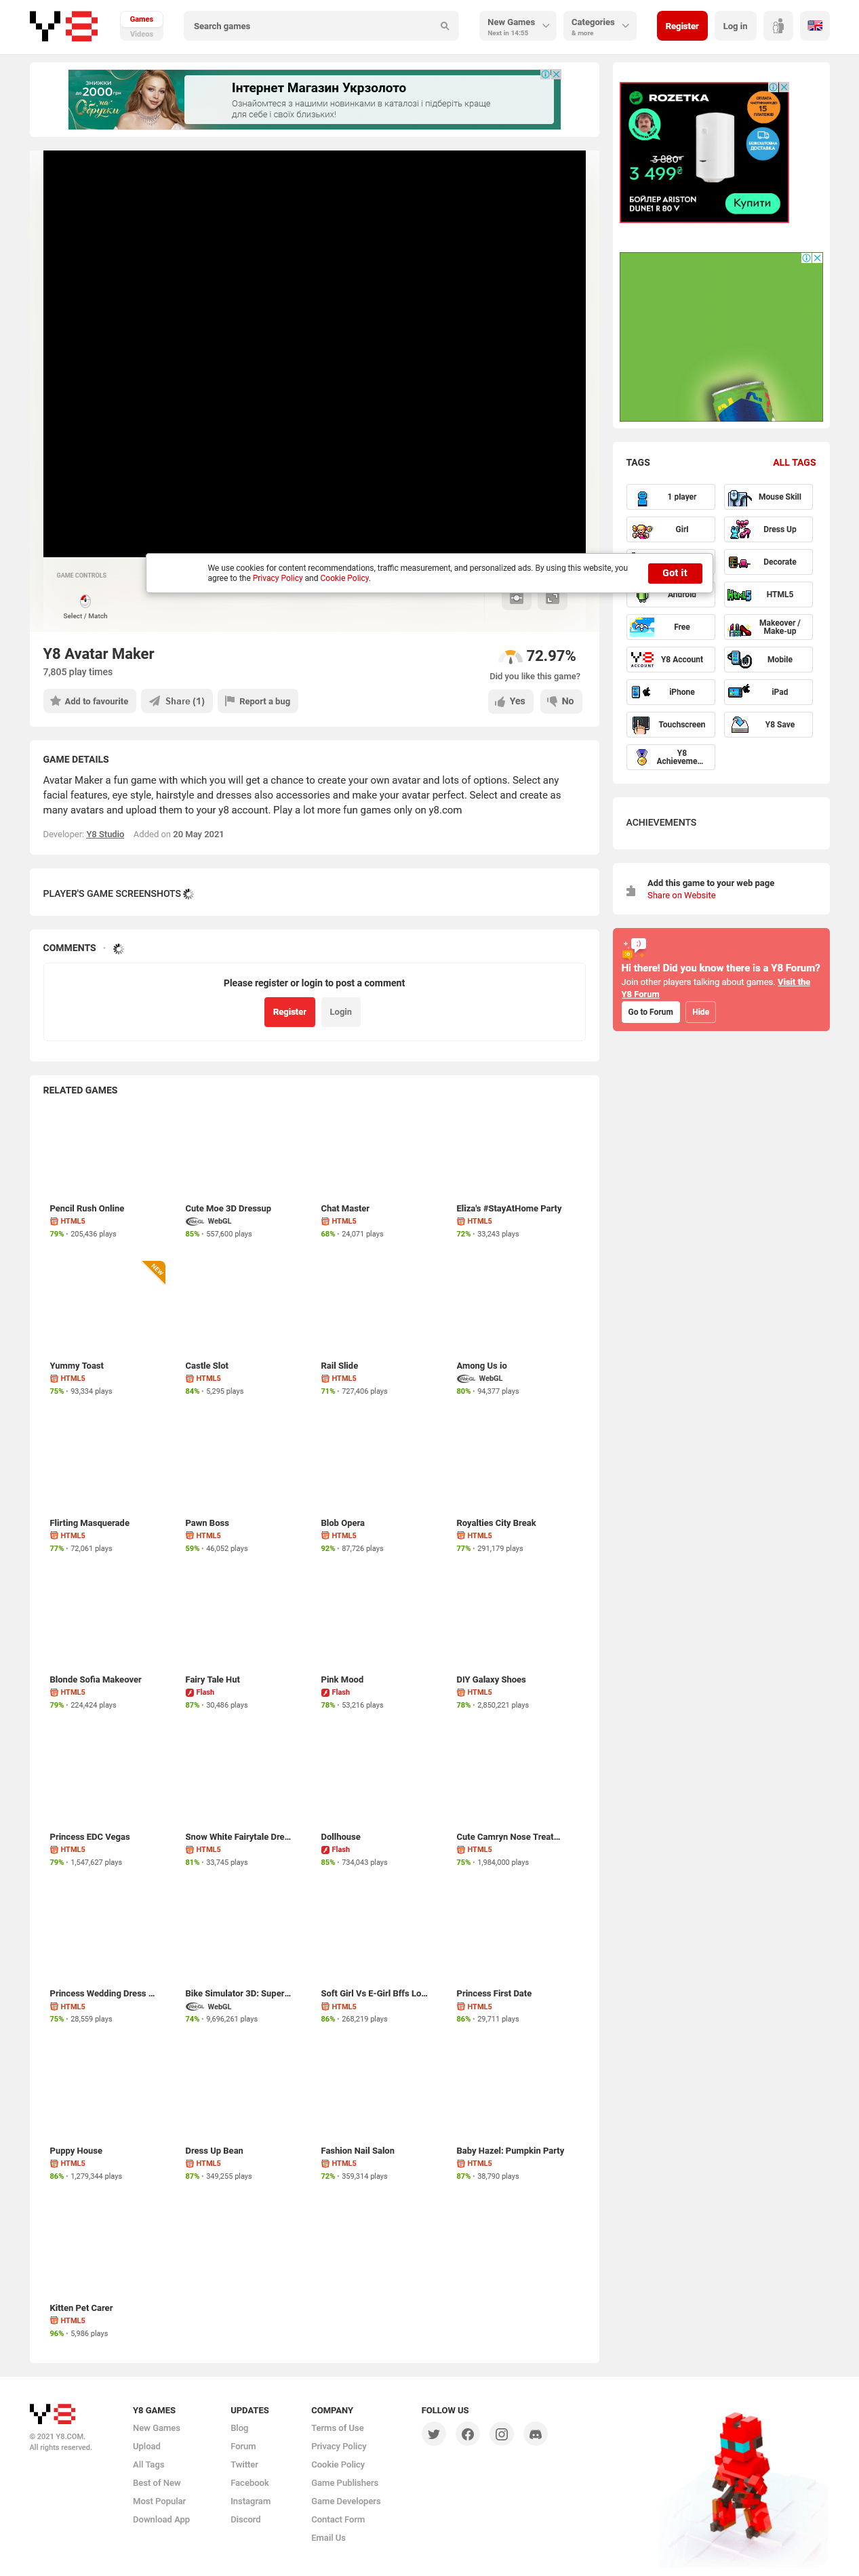 Y8
Games
Videos
Search games
New Games
Next in 14:55
Categories
& more
Register
Log in
ЗНИЖКИ
ДО 2000 ГРН
НА
Обручки
Інтернет Магазин Укрзолото
Ознайомтеся з нашими новинками в каталозі і підберіть краще
для себе і своїх близьких!
ROZETKA
ОПЛАТА
ЧАСТИНАМИ
15
ПЛАТЕЖІВ
БЕЗКОШТОВНА
ДОСТАВКА
3 880₴
3 499₴
БОЙЛЕР ARISTON
DUNE1 R 80 V
Купити
GAME CONTROLS
Select / Match
We use cookies for content recommendations, traffic measurement, and personalized ads. By using this website, you
agree to the Privacy Policy and Cookie Policy.
Got it
Y8 Avatar Maker
7,805 play times
72.97%
Did you like this game?
Add to favourite
Share (1)
Report a bug
Yes
No
GAME DETAILS
Avatar Maker a fun game with which you will get a chance to create your own avatar and lots of options. Select any
facial features, eye style, hairstyle and dresses also accessories and make your avatar perfect. Select and create as
many avatars and upload them to your y8 account. Play a lot more fun games only on y8.com
Developer: Y8 Studio Added on 20 May 2021
PLAYER'S GAME SCREENSHOTS
COMMENTS
Please register or login to post a comment
Register
Login
TAGS
ALL TAGS
1 player
Mouse Skill
Girl
Dress Up
Decorate
Android
HTML5
Free
Makeover /
Make-up
Y8 ACCOUNT
Y8 Account
Mobile
iPhone
iPad
Touchscreen
Y8 Save
Y8
Achieveme...
ACHIEVEMENTS
Add this game to your web page
Share on Website
Hi there! Did you know there is a Y8 Forum?
Join other players talking about games. Visit the
Y8 Forum
Go to Forum
Hide
RELATED GAMES
Pencil Rush Online
HTML5
79% • 205,436 plays
Cute Moe 3D Dressup
WebGL
85% • 557,600 plays
Chat Master
HTML5
68% • 24,071 plays
Eliza's #StayAtHome Party
HTML5
72% • 33,243 plays
NEW
Yummy Toast
HTML5
75% • 93,334 plays
Castle Slot
HTML5
84% • 5,295 plays
Rail Slide
HTML5
71% • 727,406 plays
Among Us io
WebGL
80% • 94,377 plays
Flirting Masquerade
HTML5
77% • 72,061 plays
Pawn Boss
HTML5
59% • 46,052 plays
Blob Opera
HTML5
92% • 87,726 plays
Royalties City Break
HTML5
77% • 291,179 plays
Blonde Sofia Makeover
HTML5
79% • 224,424 plays
Fairy Tale Hut
Flash
87% • 30,486 plays
Pink Mood
Flash
78% • 53,216 plays
DIY Galaxy Shoes
HTML5
78% • 2,850,221 plays
Princess EDC Vegas
HTML5
79% • 1,547,627 plays
Snow White Fairytale Dre...
HTML5
81% • 33,745 plays
Dollhouse
Flash
85% • 734,043 plays
Cute Camryn Nose Treat...
HTML5
75% • 1,984,000 plays
Princess Wedding Dress ...
HTML5
75% • 28,559 plays
Bike Simulator 3D: Super...
WebGL
74% • 9,696,261 plays
Soft Girl Vs E-Girl Bffs Lo...
HTML5
86% • 268,219 plays
Princess First Date
HTML5
86% • 29,711 plays
Puppy House
HTML5
86% • 1,279,344 plays
Dress Up Bean
HTML5
87% • 349,255 plays
Fashion Nail Salon
HTML5
72% • 359,314 plays
Baby Hazel: Pumpkin Party
HTML5
87% • 38,790 plays
Kitten Pet Carer
HTML5
96% • 5,986 plays
Y8
© 2021 Y8.COM.
All rights reserved.
Y8 GAMES
New Games
Upload
All Tags
Best of New
Most Popular
Download App
UPDATES
Blog
Forum
Twitter
Facebook
Instagram
Discord
COMPANY
Terms of Use
Privacy Policy
Cookie Policy
Game Publishers
Game Developers
Contact Form
Email Us
FOLLOW US